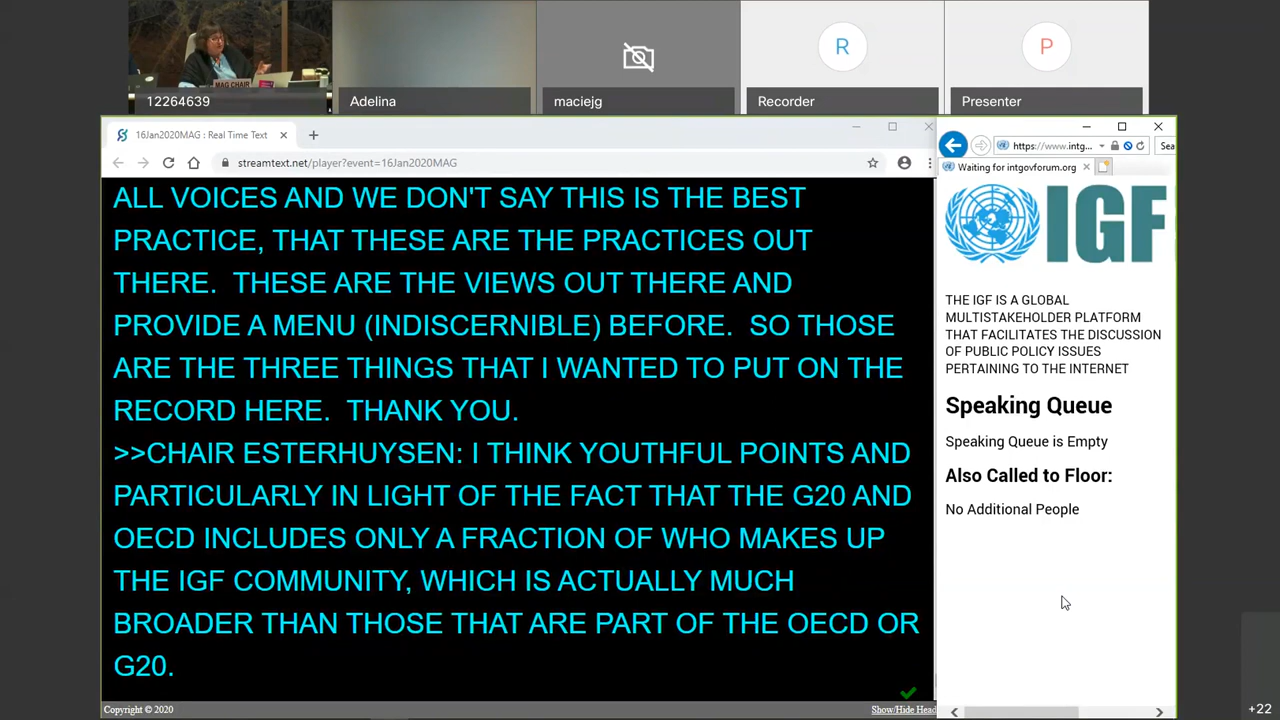 MAG CHAIR
12264639
Adelina
maciejg
R
Recorder
P
Presenter
16Jan2020MAG : Real Time Text
streamtext.net/player?event=16Jan2020MAG
ALL VOICES AND WE DON'T SAY THIS IS THE BEST
PRACTICE, THAT THESE ARE THE PRACTICES OUT
THERE.  THESE ARE THE VIEWS OUT THERE AND
PROVIDE A MENU (INDISCERNIBLE) BEFORE.  SO THOSE
ARE THE THREE THINGS THAT I WANTED TO PUT ON THE
RECORD HERE.  THANK YOU.
>>CHAIR ESTERHUYSEN: I THINK YOUTHFUL POINTS AND
PARTICULARLY IN LIGHT OF THE FACT THAT THE G20 AND
OECD INCLUDES ONLY A FRACTION OF WHO MAKES UP
THE IGF COMMUNITY, WHICH IS ACTUALLY MUCH
BROADER THAN THOSE THAT ARE PART OF THE OECD OR
G20.
Copyright © 2020
Show/Hide Head
https://www.intg...
Sea
Waiting for intgovforum.org
IGF
THE IGF IS A GLOBAL
MULTISTAKEHOLDER PLATFORM
THAT FACILITATES THE DISCUSSION
OF PUBLIC POLICY ISSUES
PERTAINING TO THE INTERNET
Speaking Queue
Speaking Queue is Empty
Also Called to Floor:
No Additional People
+22